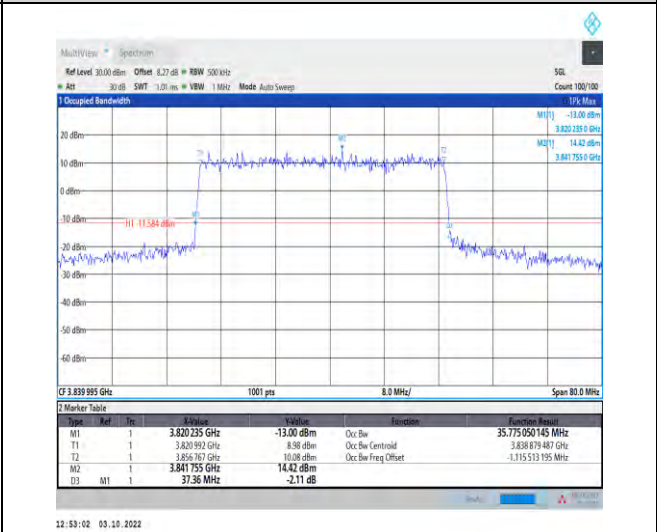 MultiView Spectrum
Ref Level 30.00 dBm Offset 8.27 dB RBW 500 kHz SGL
Att 30 dB SWT 1.01 ms VBW 1 MHz Mode Auto Sweep Count 100/100
1 Occupied Bandwidth 1Pk Max
M1[1] -13.00 dBm
3.820 235 0 GHz
M2[1] 14.42 dBm
3.841 755 0 GHz
20 dBm
M2
T1
T2
10 dBm
0 dBm
-10 dBm
M1
H1 -11.584 dBm
-20 dBm
-30 dBm
-40 dBm
-50 dBm
-60 dBm
CF 3.839 995 GHz 1001 pts 8.0 MHz/ Span 80.0 MHz
2 Marker Table
Type Ref Trc X-Value Y-Value Function Function Result
M1 1 3.820 235 GHz -13.00 dBm Occ Bw 35.775 050 145 MHz
T1 1 3.820 992 GHz 8.98 dBm Occ Bw Centroid 3.838 879 487 GHz
T2 1 3.856 767 GHz 10.08 dBm Occ Bw Freq Offset -1.115 513 195 MHz
M2 1 3.841 755 GHz 14.42 dBm
D3 M1 1 37.36 MHz -2.11 dB
12:53:02 03.10.2022